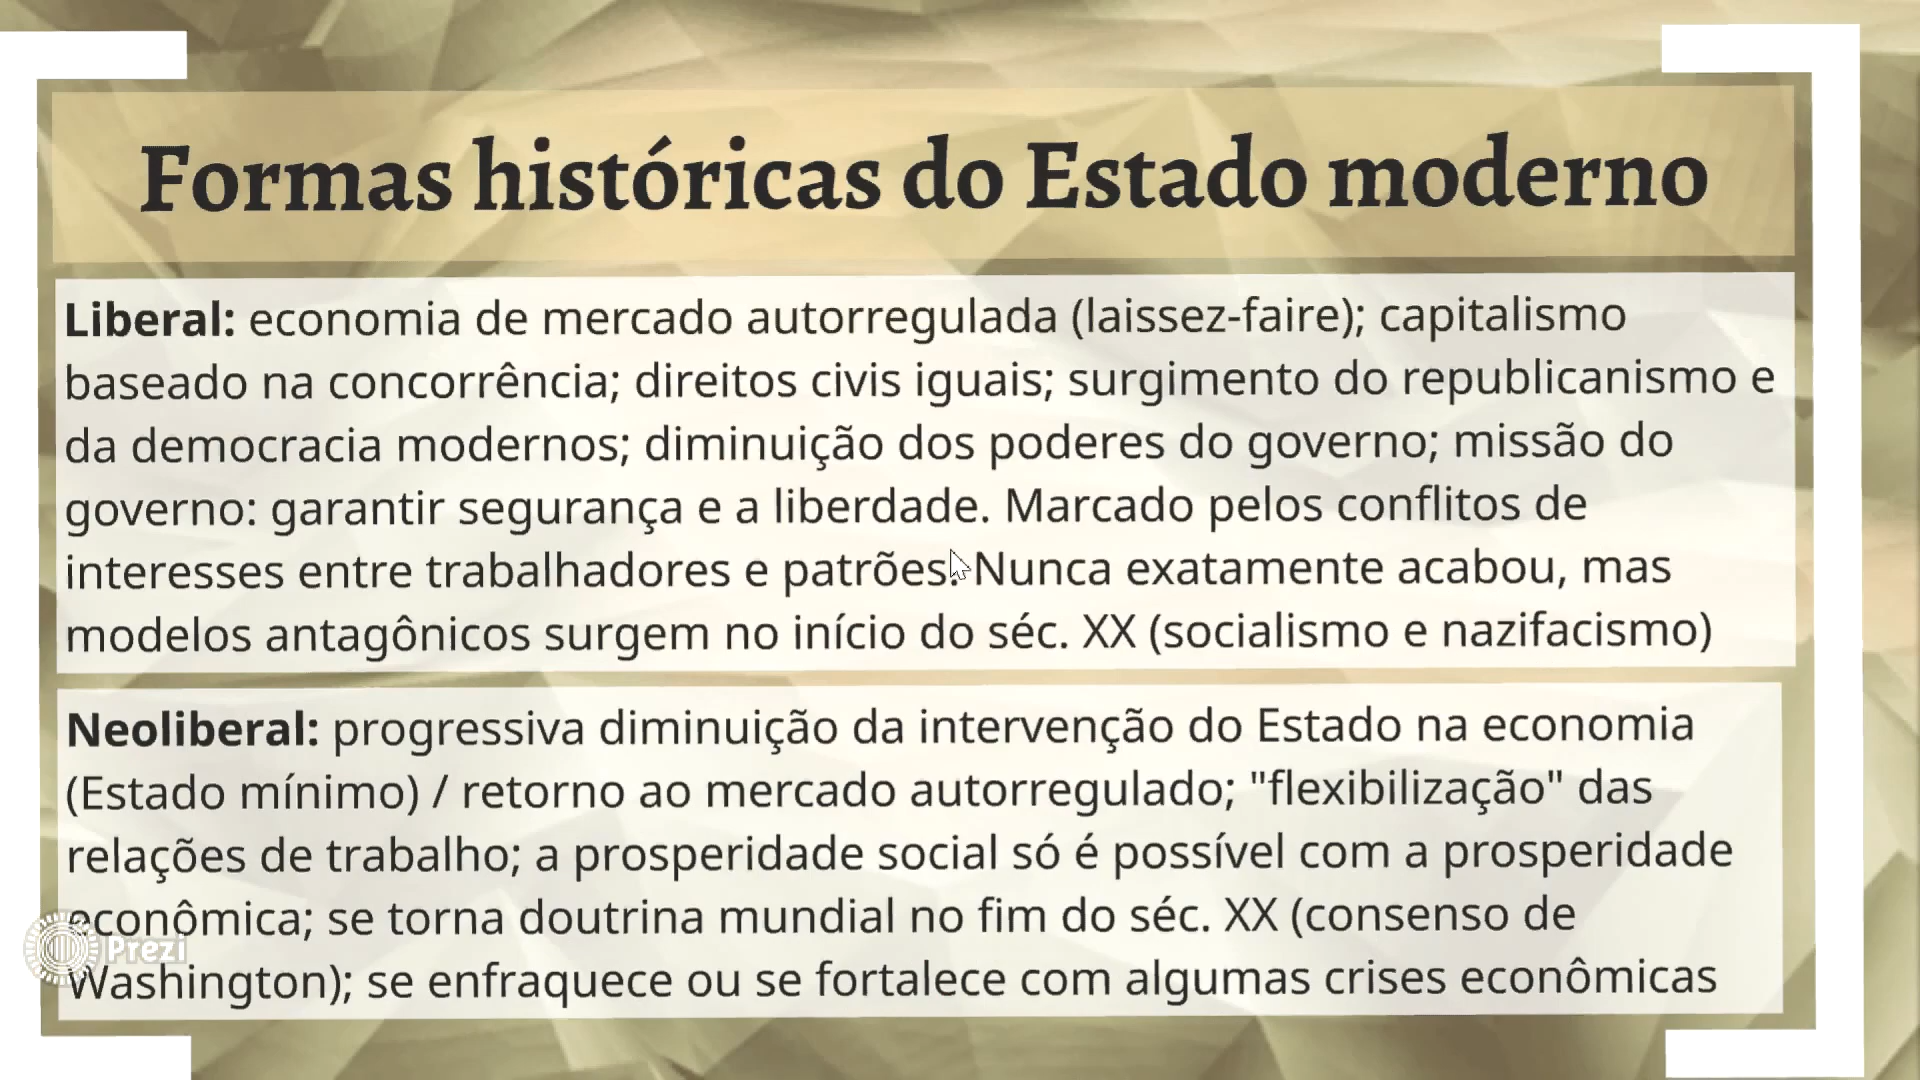 Formas históricas do Estado moderno
Liberal: economia de mercado autorregulada (laissez-faire); capitalismo
baseado na concorrência; direitos civis iguais; surgimento do republicanismo e
da democracia modernos; diminuição dos poderes do governo; missão do
governo: garantir segurança e a liberdade. Marcado pelos conflitos de
interesses entre trabalhadores e patrões. Nunca exatamente acabou, mas
modelos antagônicos surgem no início do séc. XX (socialismo e nazifacismo)
Neoliberal: progressiva diminuição da intervenção do Estado na economia
(Estado mínimo) / retorno ao mercado autorregulado; "flexibilização" das
relações de trabalho; a prosperidade social só é possível com a prosperidade
econômica; se torna doutrina mundial no fim do séc. XX (consenso de
Prezi
Washington); se enfraquece ou se fortalece com algumas crises econômicas